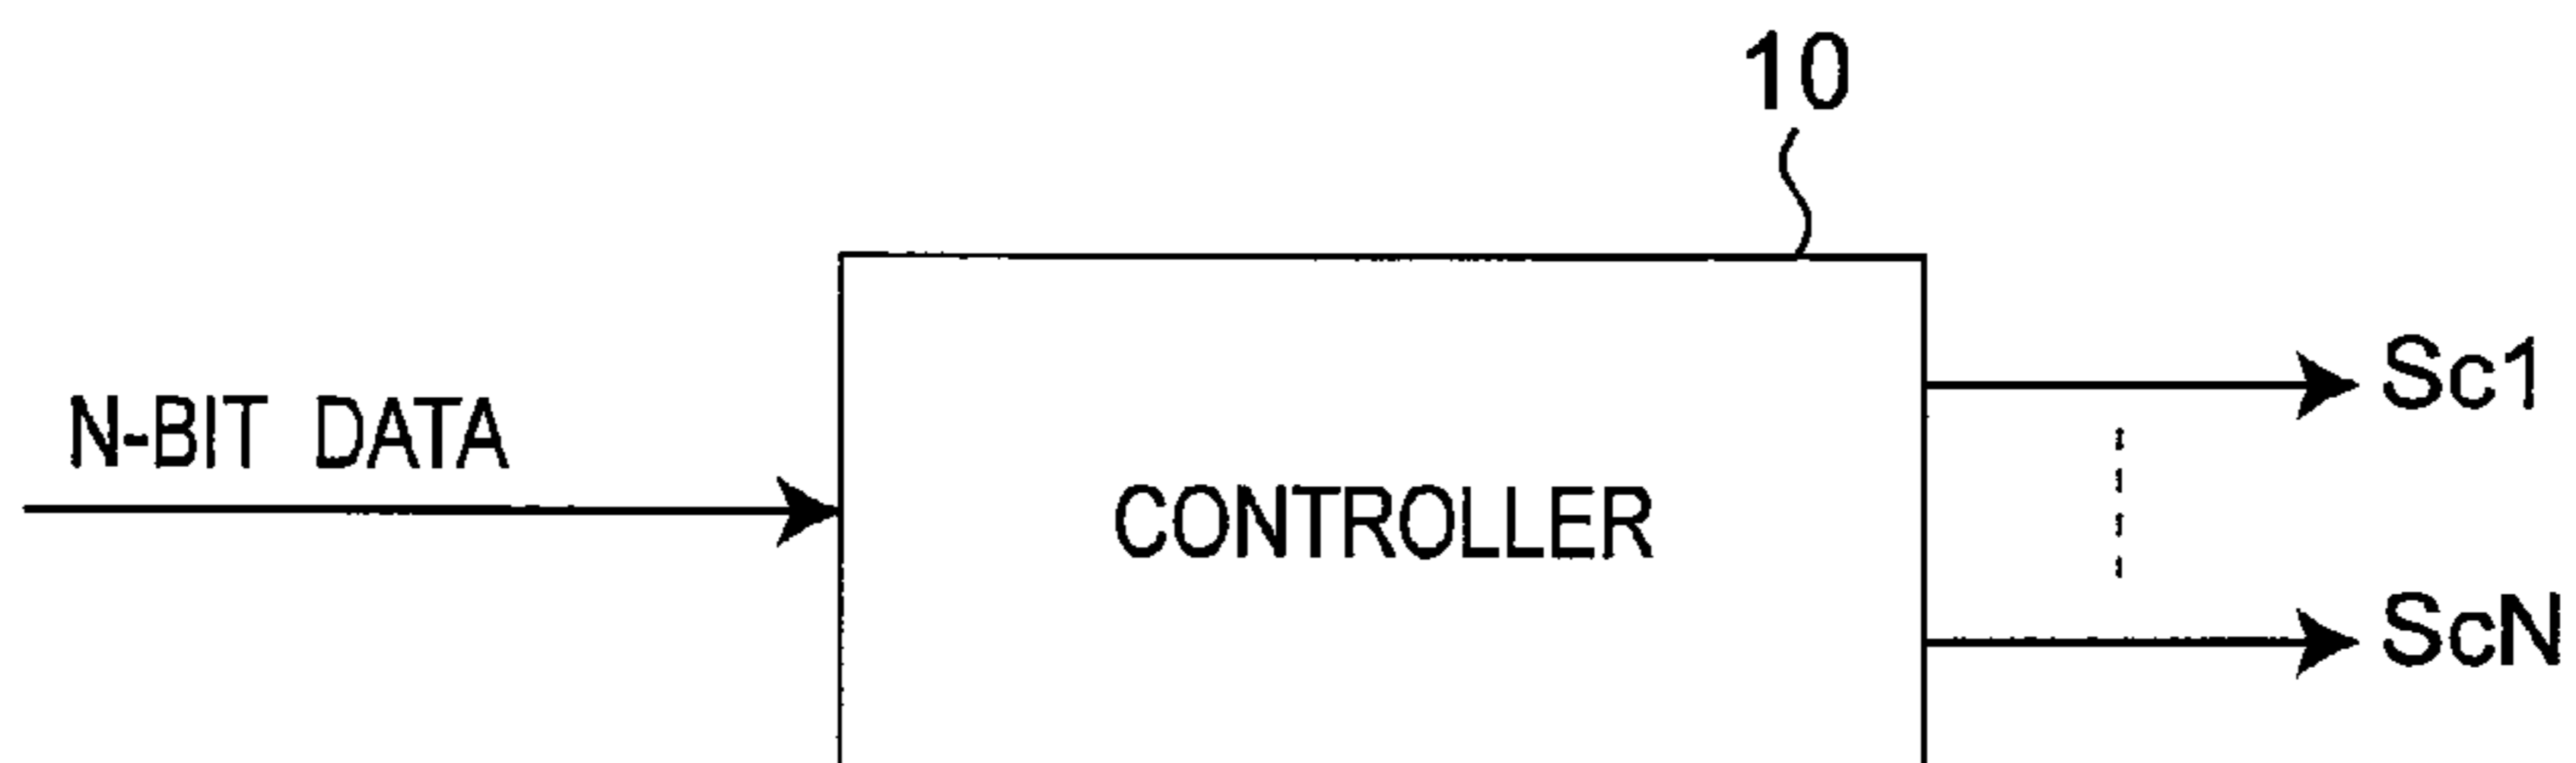 10
N-BIT DATA
CONTROLLER
Sc1
ScN